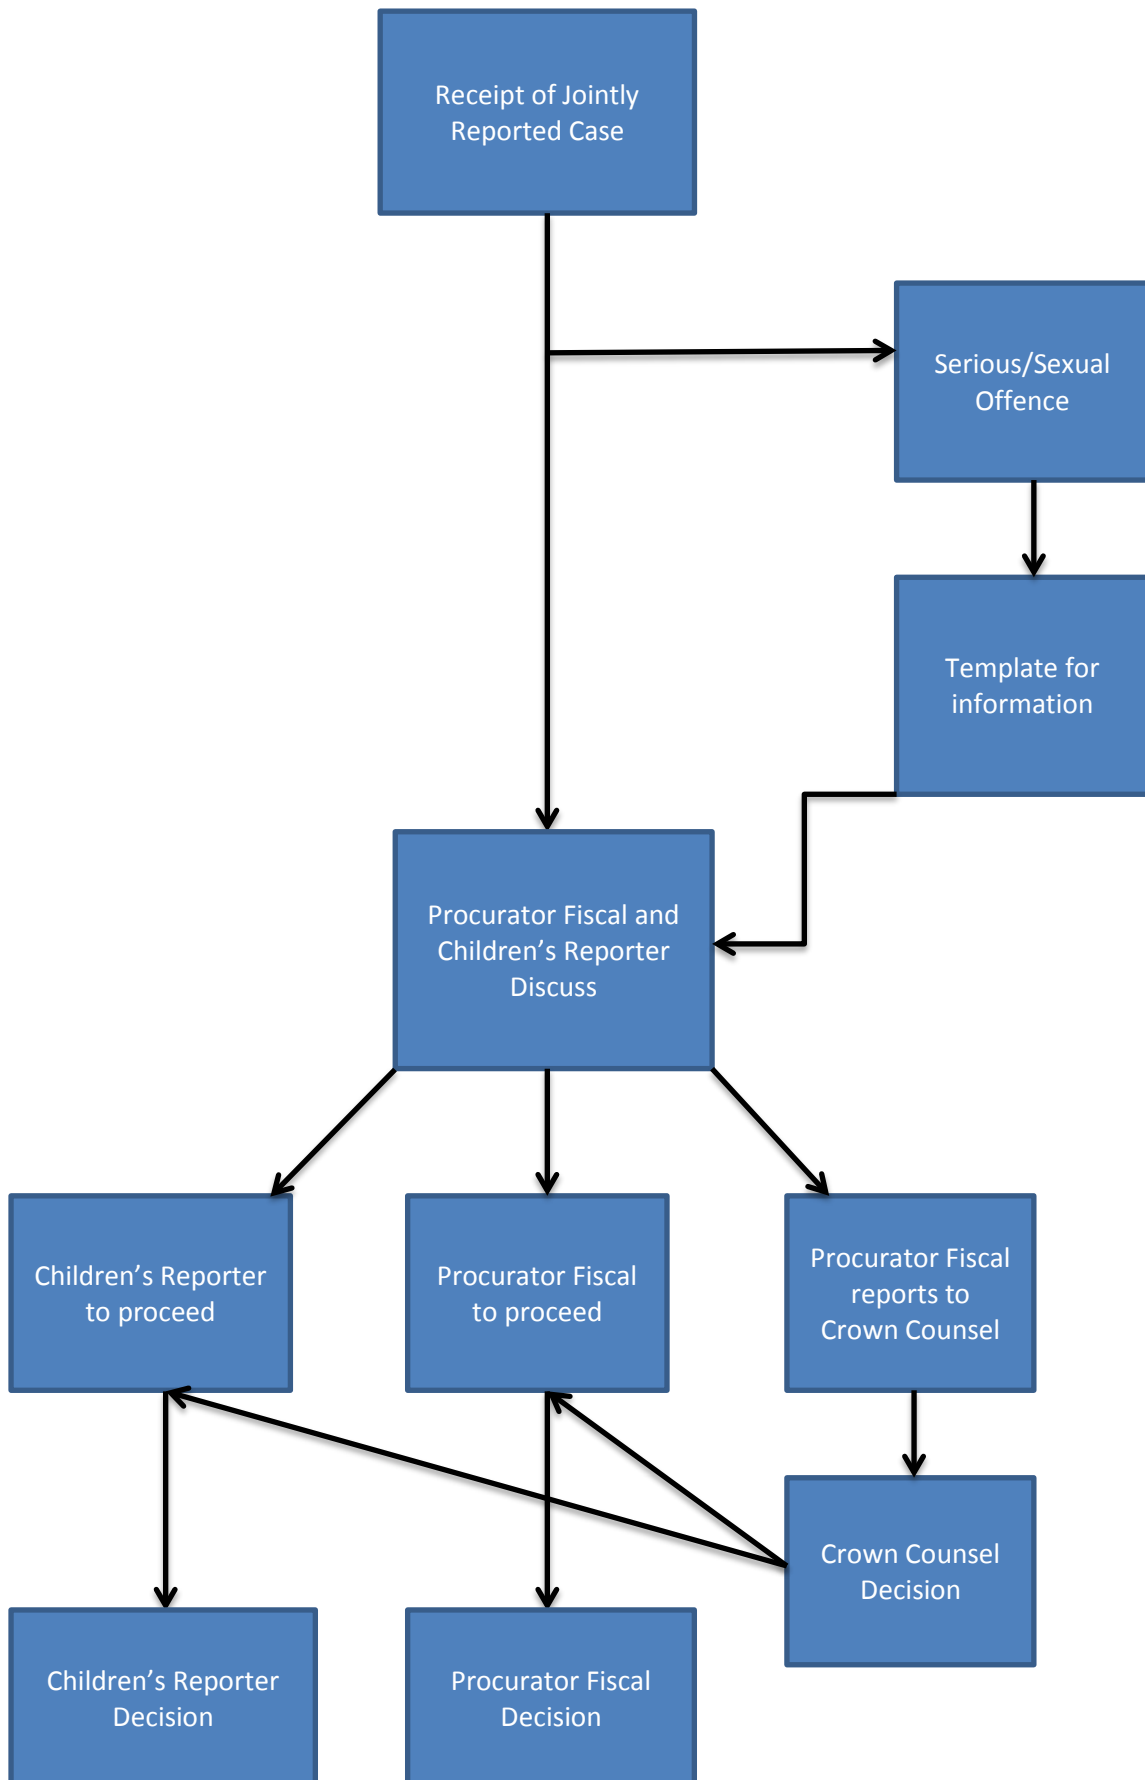 Receipt of Jointly
Reported Case
Serious/Sexual
Offence
Template for
information
Procurator Fiscal and
Children’s Reporter
Discuss
Children’s Reporter
to proceed
Procurator Fiscal
to proceed
Procurator Fiscal
reports to
Crown Counsel
Crown Counsel
Decision
Children’s Reporter
Decision
Procurator Fiscal
Decision